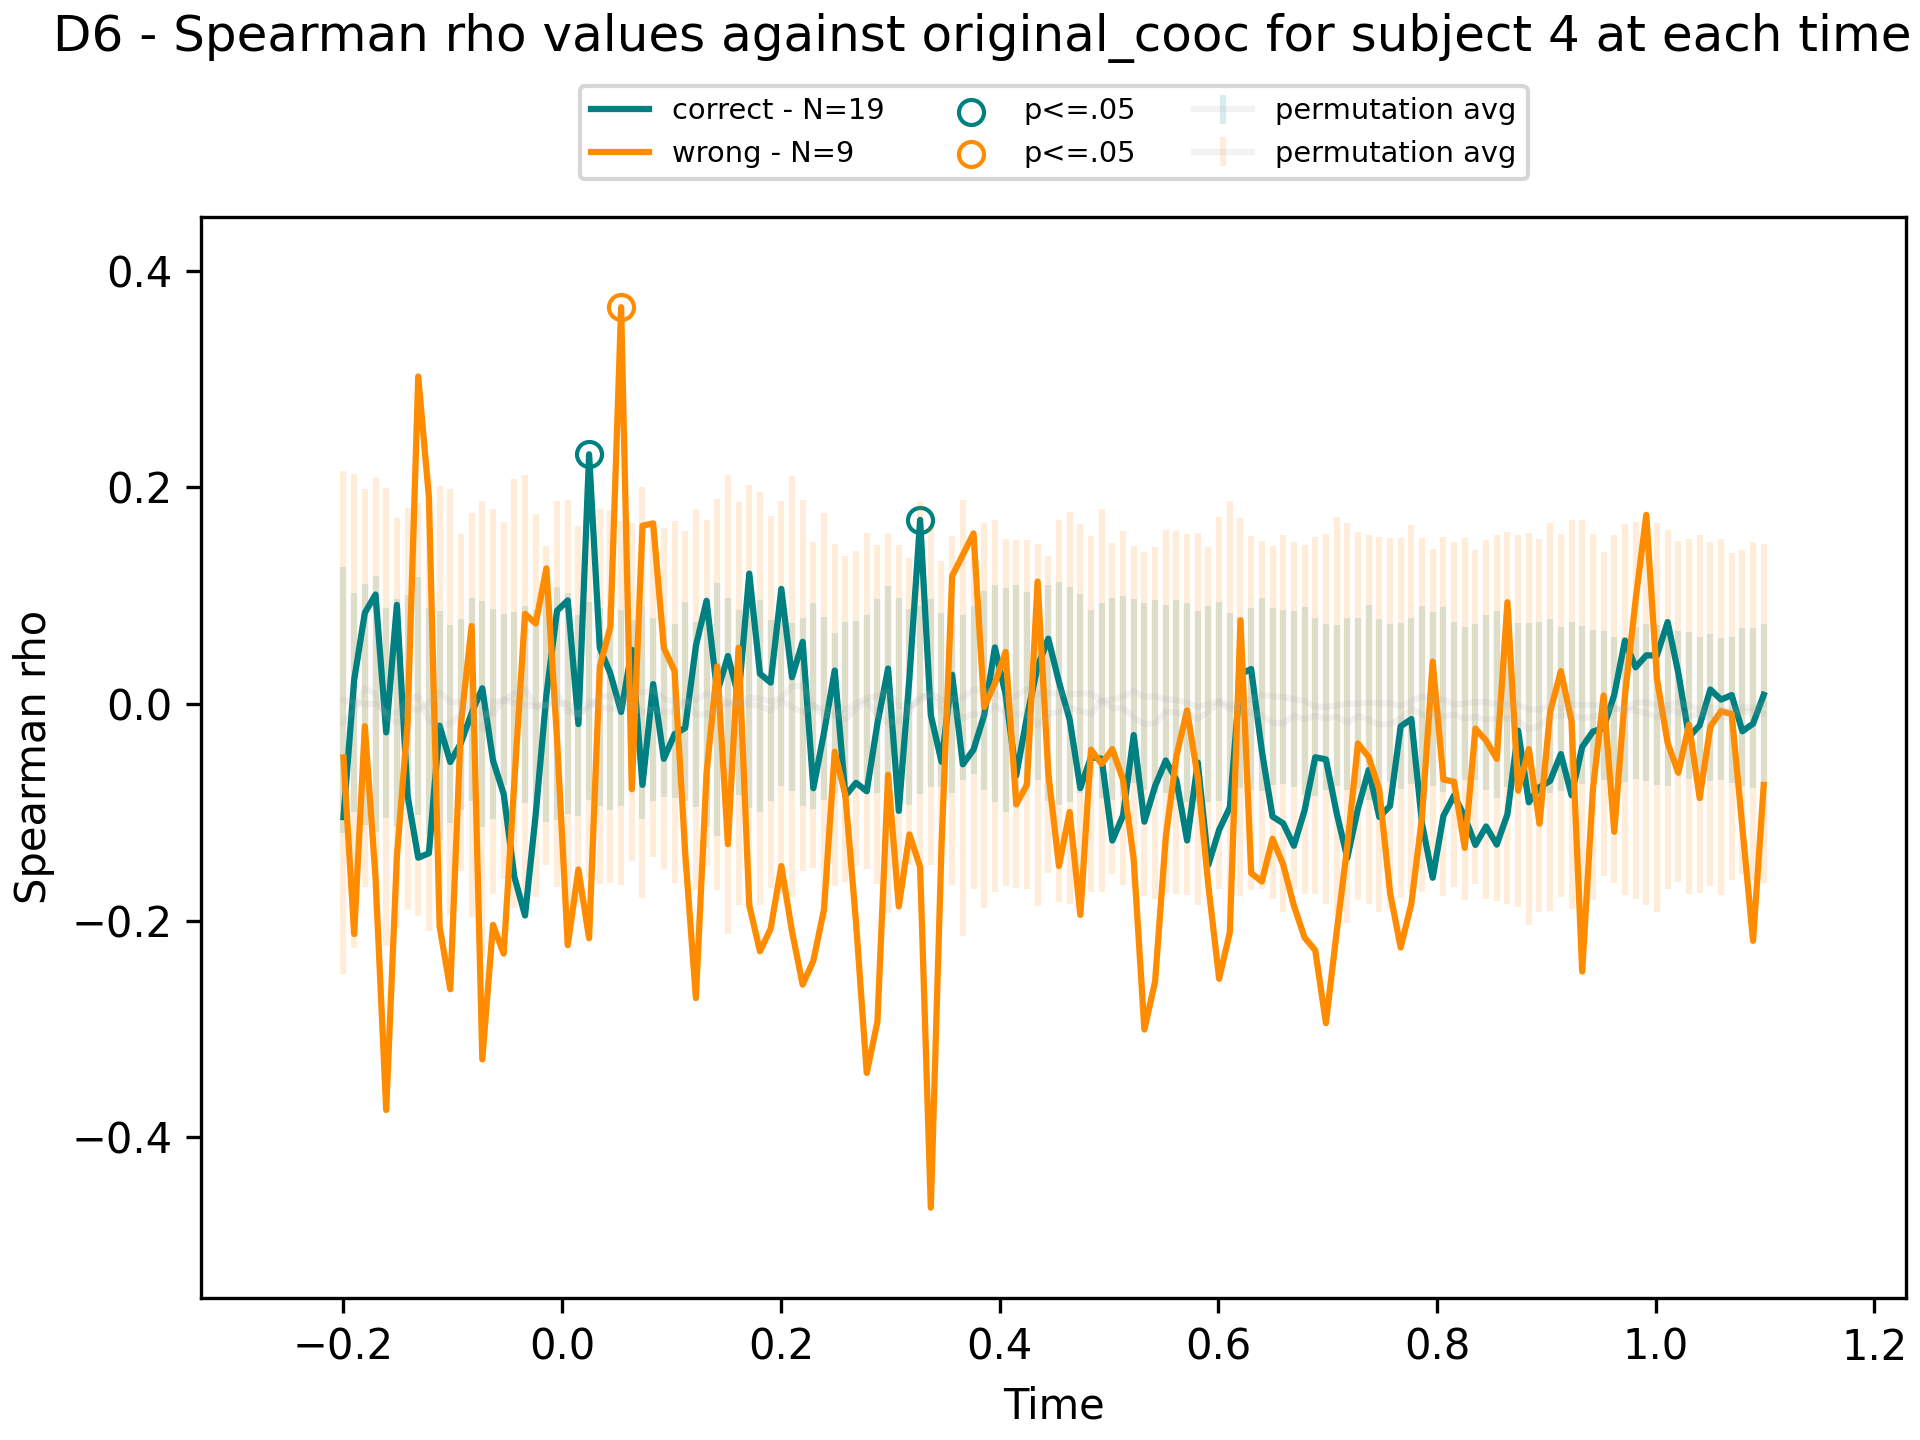 D6 - Spearman rho values against original_cooc for subject 4 at each time
correct - N=19
wrong - N=9
p<=.05
p<=.05
permutation avg
permutation avg
0.4
0.2
0.0
−0.2
−0.4
Spearman rho
−0.2 0.0 0.2 0.4 0.6 0.8 1.0 1.2
Time